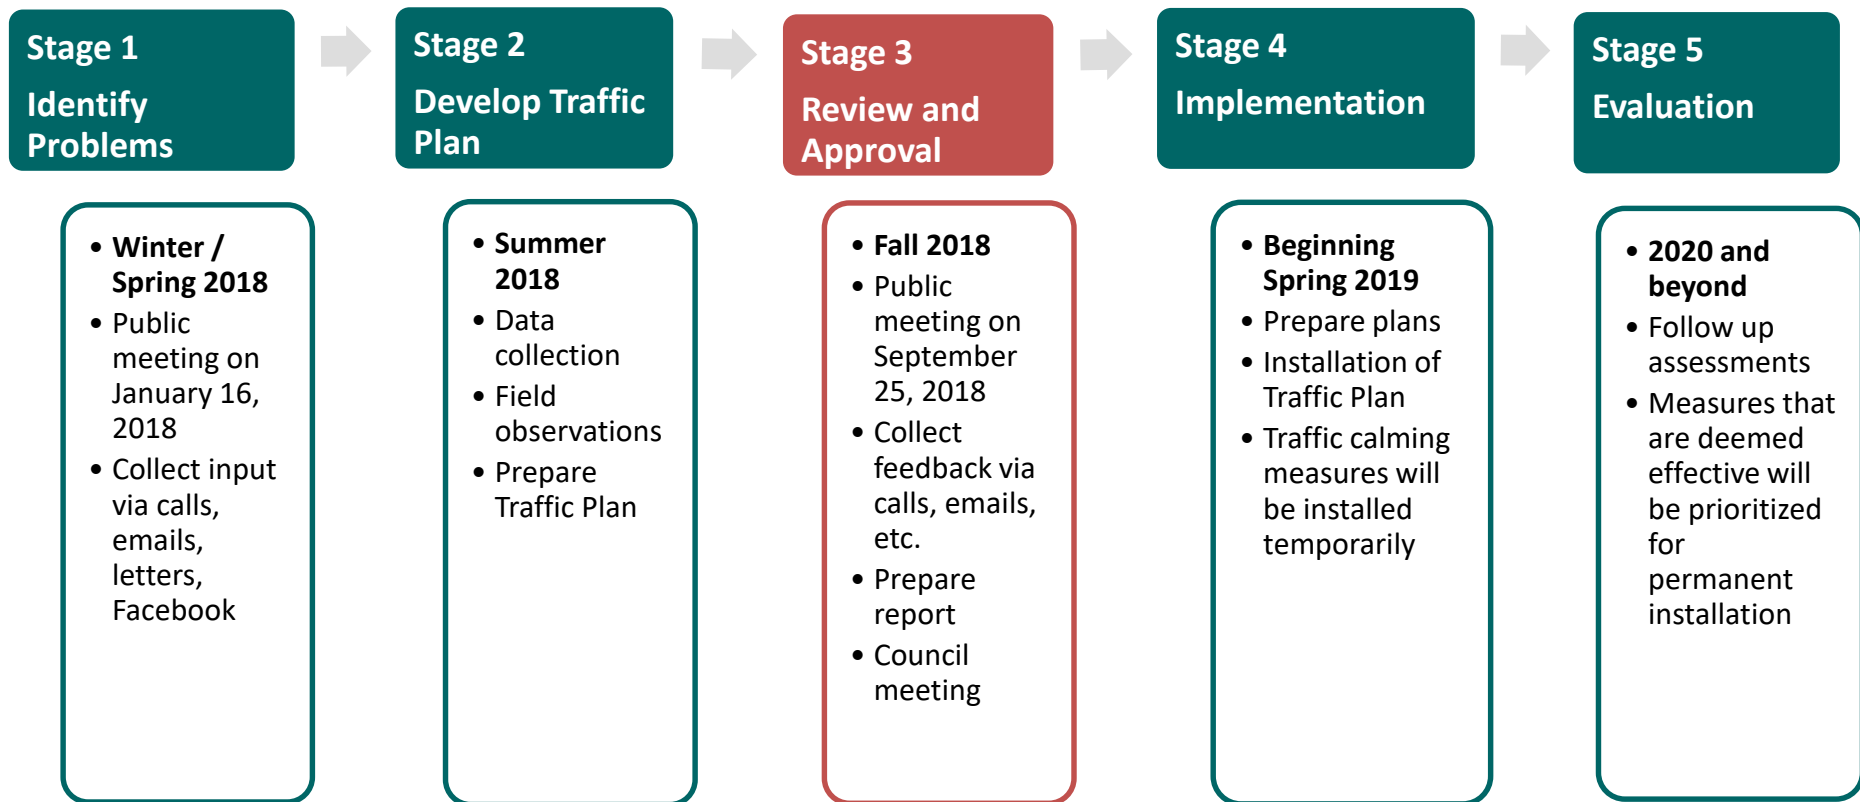 Stage 1
Identify
Problems
• Winter /
Spring 2018
• Public
meeting on
January 16,
2018
• Collect input
via calls,
emails,
letters,
Facebook
Stage 2
Develop Traffic
Plan
• Summer
2018
• Data
collection
• Field
observations
• Prepare
Traffic Plan
Stage 3
Review and
Approval
• Fall 2018
• Public
meeting on
September
25, 2018
• Collect
feedback via
calls, emails,
etc.
• Prepare
report
• Council
meeting
Stage 4
Implementation
• Beginning
Spring 2019
• Prepare plans
• Installation of
Traffic Plan
• Traffic calming
measures will
be installed
temporarily
Stage 5
Evaluation
• 2020 and
beyond
• Follow up
assessments
• Measures that
are deemed
effective will
be prioritized
for
permanent
installation